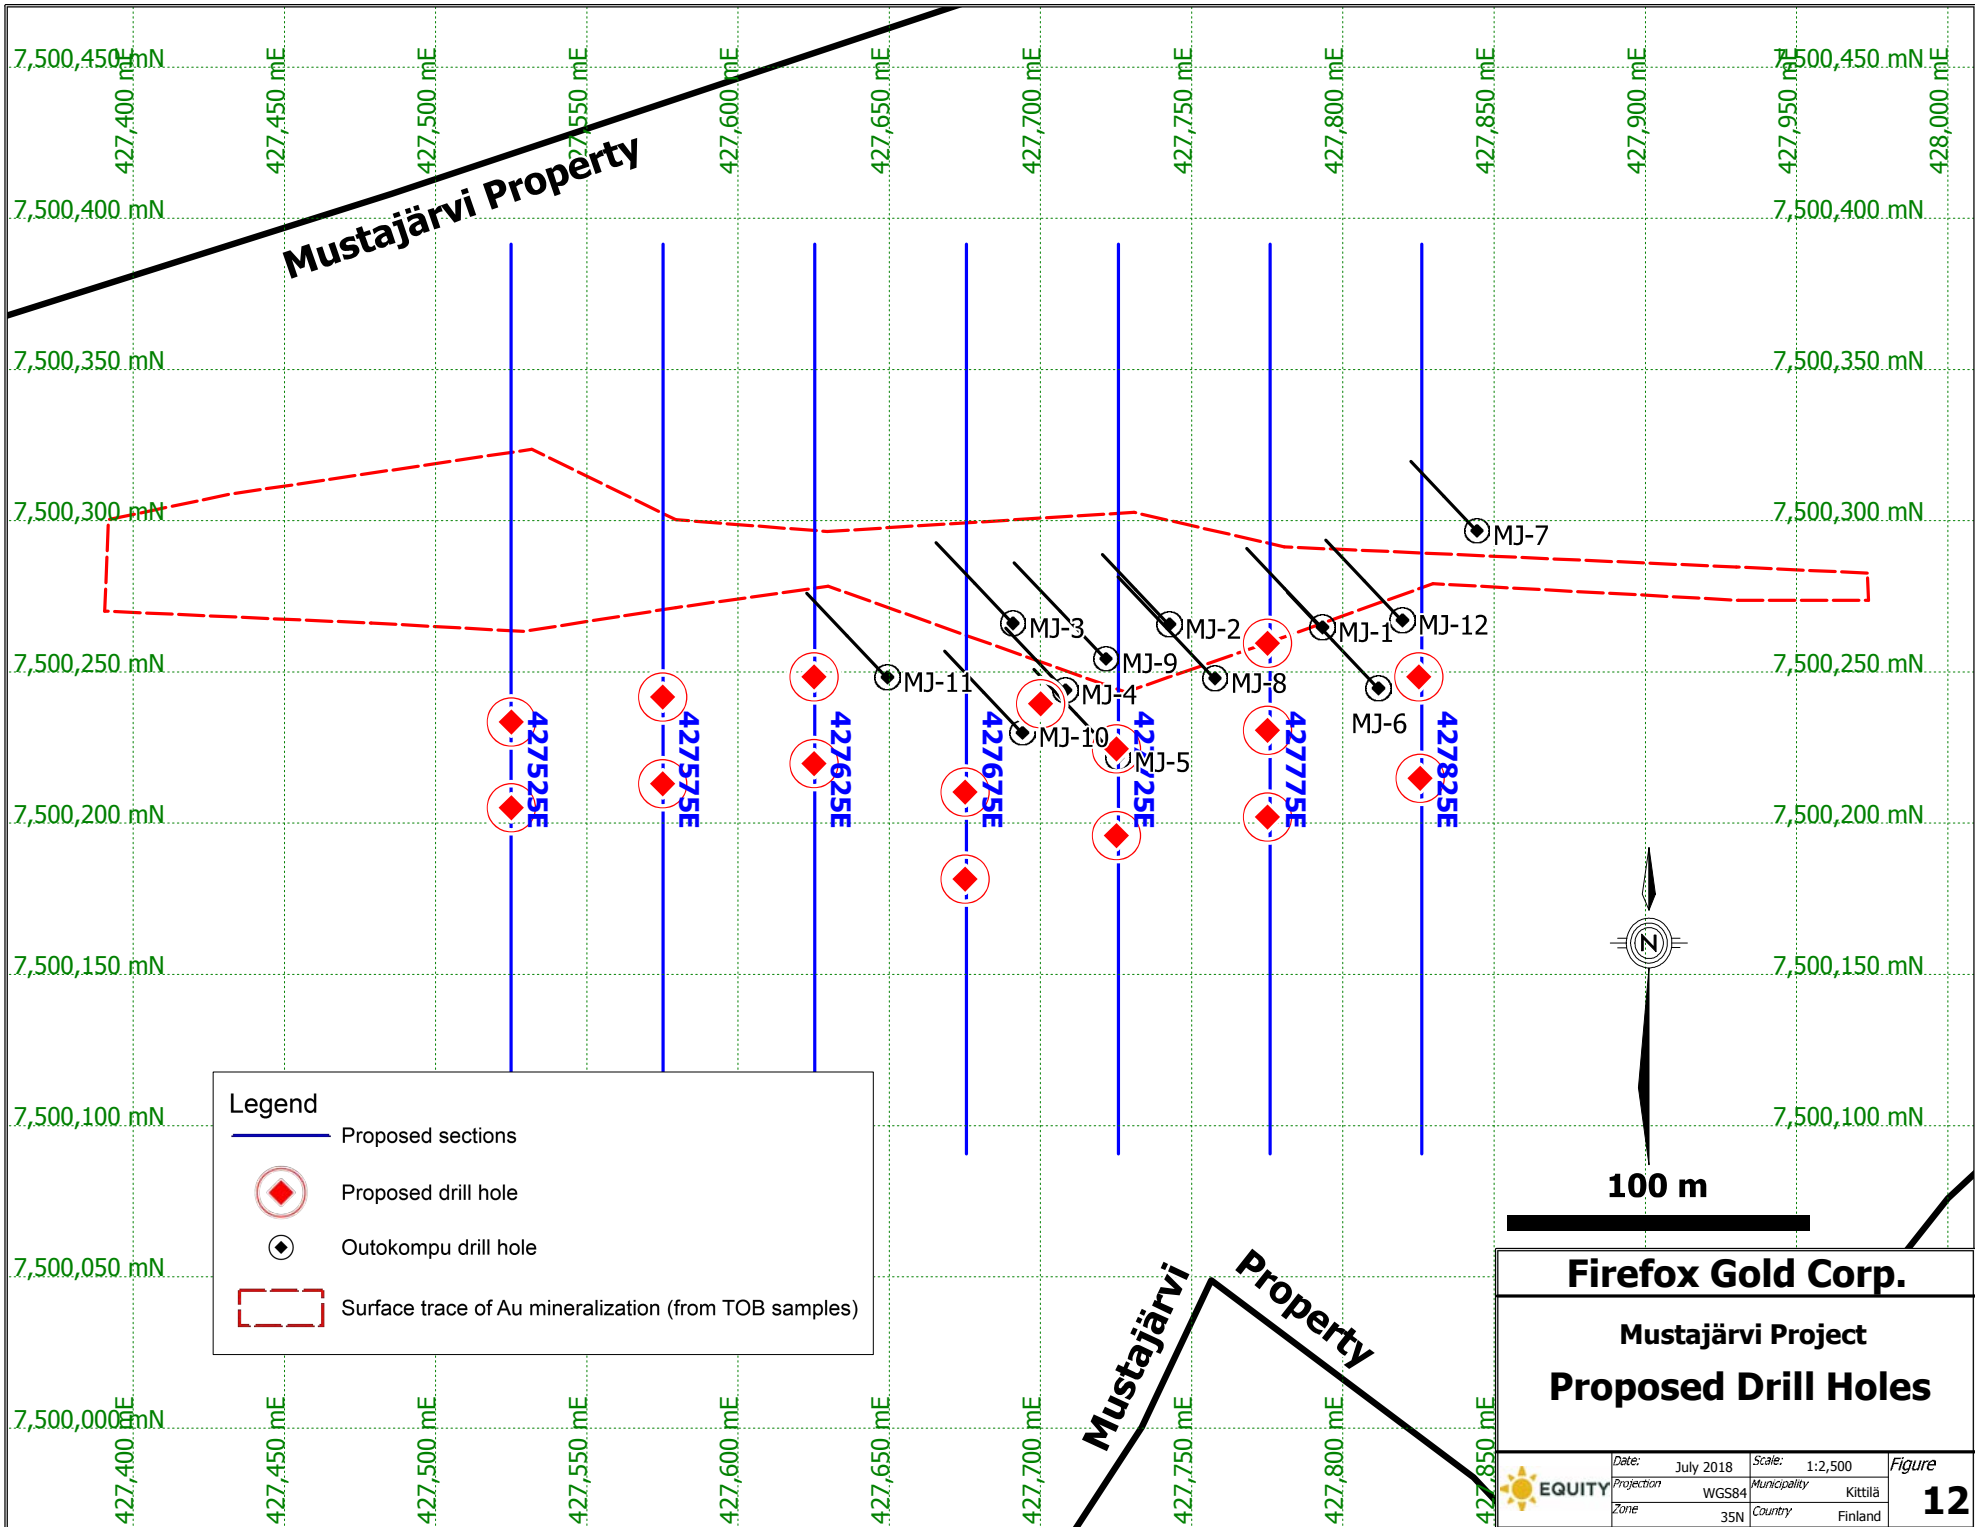 7,500,450 mN
7,500,450 mN
427,400 mE
427,450 mE
427,500 mE
427,550 mE
427,600 mE
427,650 mE
427,700 mE
427,750 mE
427,800 mE
427,850 mE
427,900 mE
427,950 mE
428,000 mE
Mustajärvi Property
7,500,400 mN
7,500,400 mN
7,500,350 mN
7,500,350 mN
7,500,300 mN
7,500,300 mN
MJ-7
MJ-3
MJ-2
MJ-1
MJ-12
MJ-9
7,500,250 mN
7,500,250 mN
MJ-11
MJ-4
MJ-8
MJ-6
MJ-10
MJ-5
427525E
427575E
427625E
427675E
427725E
427775E
427825E
7,500,200 mN
7,500,200 mN
7,500,150 mN
7,500,150 mN
N
7,500,100 mN
7,500,100 mN
Legend
Proposed sections
Proposed drill hole
Outokompu drill hole
Surface trace of Au mineralization (from TOB samples)
100 m
7,500,050 mN
Mustajärvi
Property
7,500,000 mN
427,400 mE
427,450 mE
427,500 mE
427,550 mE
427,600 mE
427,650 mE
427,700 mE
427,750 mE
427,800 mE
427,850 mE
Firefox Gold Corp.
Mustajärvi Project
Proposed Drill Holes
EQUITY
Date: July 2018 Scale: 1:2,500
Projection WGS84 Municipality Kittilä
Zone 35N Country Finland
Figure
12